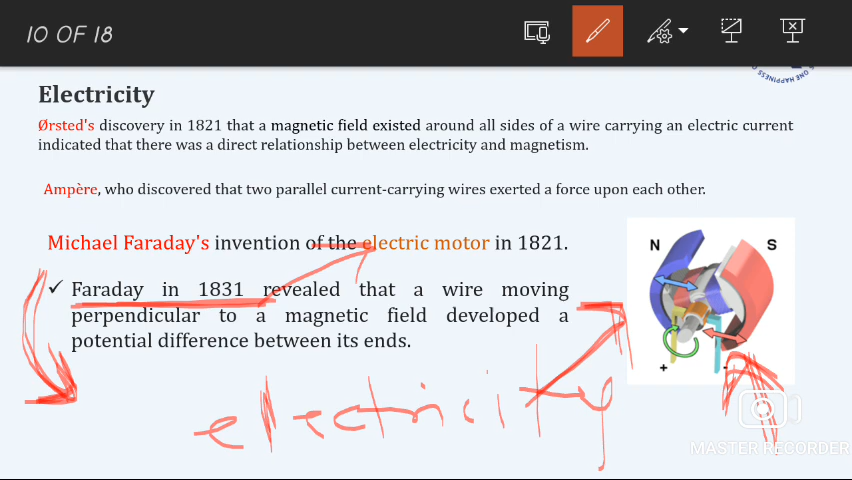 10 OF 18
ONE HAPPINESS
Electricity
Ørsted's discovery in 1821 that a magnetic field existed around all sides of a wire carrying an electric current
indicated that there was a direct relationship between electricity and magnetism.
Ampère, who discovered that two parallel current-carrying wires exerted a force upon each other.
Michael Faraday's invention of the electric motor in 1821.
✓ Faraday in 1831 revealed that a wire moving
perpendicular to a magnetic field developed a
potential difference between its ends.
N S
+ -
electricity
MASTER RECORDER